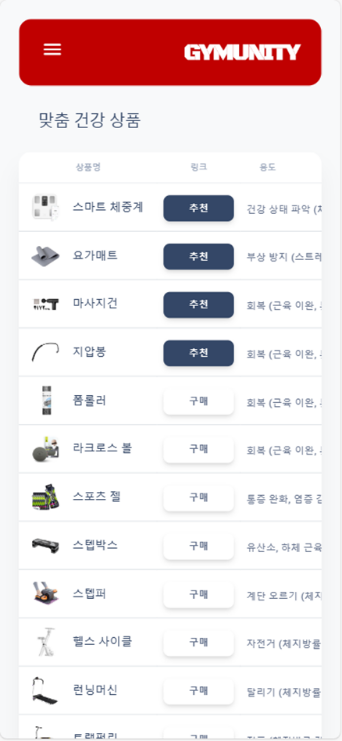 GYMUNITY
맞춤 건강 상품
상품명 링크 용도
스마트 체중계 추천 건강 상태 파악
요가매트 추천 부상 방지 (스트레
마사지건 추천 회복 (근육 이완,
지압봉 추천 회복 (근육 이완,
폼롤러 구매 회복 (근육 이완,
라크로스 볼 구매 회복 (근육 이완,
스포츠 젤 구매 통증 완화, 염증
스텝박스 구매 유산소, 하체 근육
스텝퍼 구매 계단 오르기 (체지
헬스 사이클 구매 자전거 (체지방률
런닝머신 구매 달리기 (체지방률